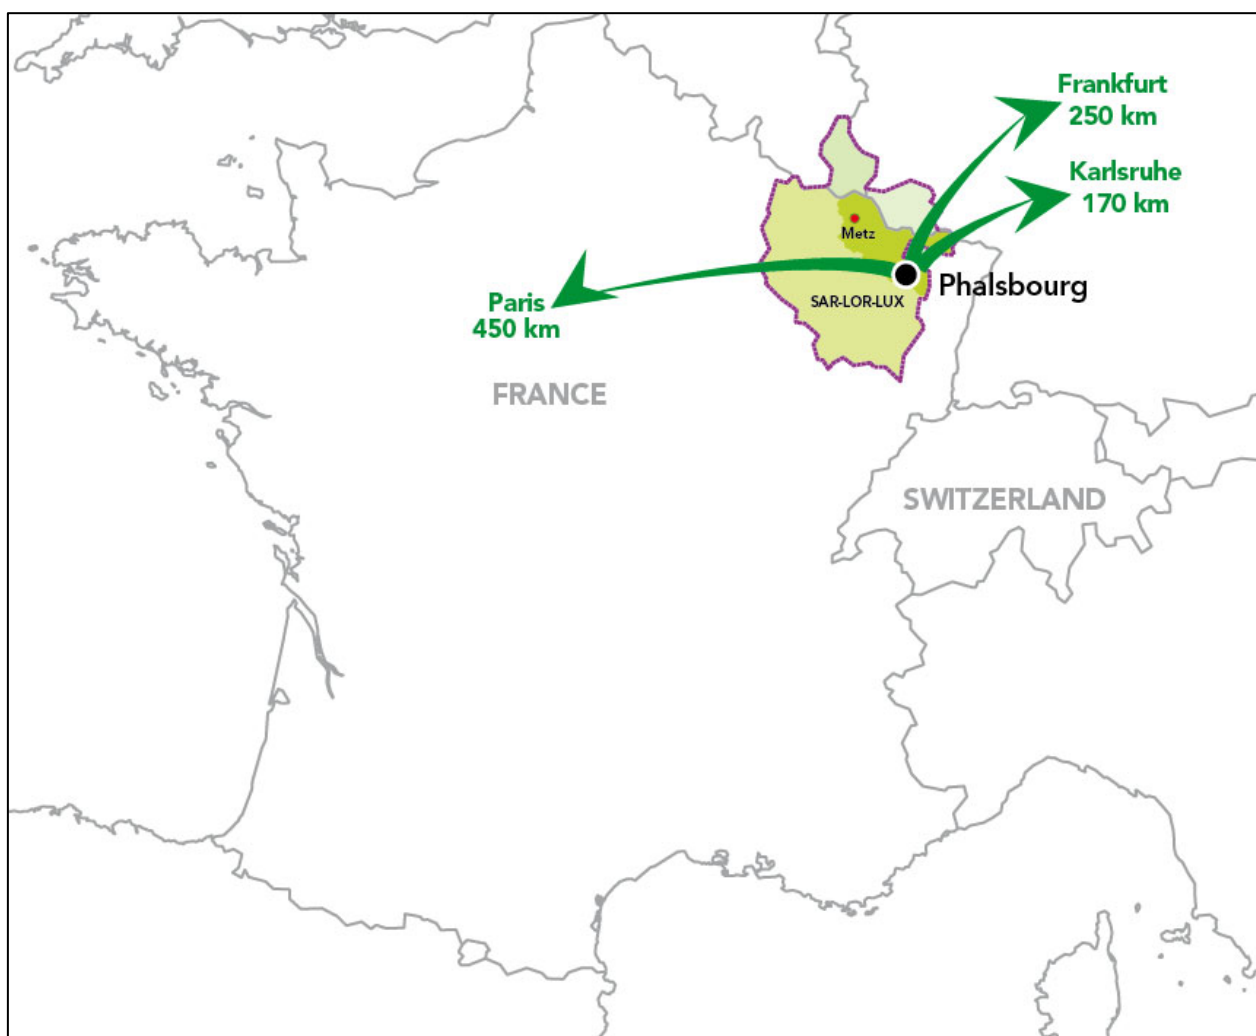 Frankfurt
250 km
Karlsruhe
170 km
Metz
Phalsbourg
SAR-LOR-LUX
Paris
450 km
FRANCE
SWITZERLAND